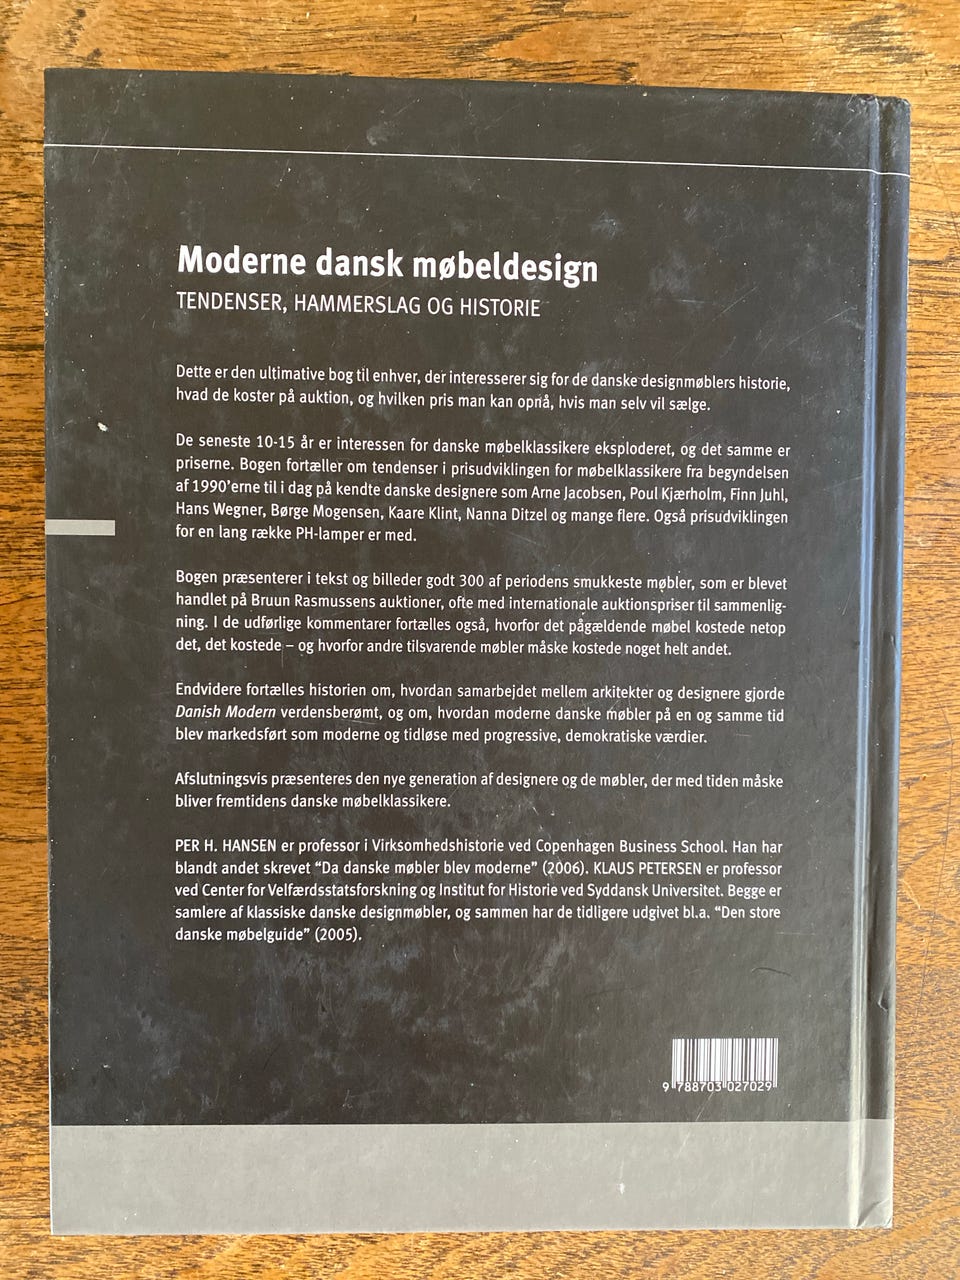 Moderne dansk møbeldesign
TENDENSER, HAMMERSLAG OG HISTORIE
Dette er den ultimative bog til enhver, der interesserer sig for de danske designmøblers historie,
hvad de koster på auktion, og hvilken pris man kan opnå, hvis man selv vil sælge.
De seneste 10-15 år er interessen for danske møbelklassikere eksploderet, og det samme er
priserne. Bogen fortæller om tendenser i prisudviklingen for møbelklassikere fra begyndelsen
af 1990'erne til i dag på kendte danske designere som Arne Jacobsen, Poul Kjærholm, Finn Juhl,
Hans Wegner, Børge Mogensen, Kaare Klint, Nanna Ditzel og mange flere. Også prisudviklingen
for en lang række PH-lamper er med.
Bogen præsenterer i tekst og billeder godt 300 af periodens smukkeste møbler, som er blevet
handlet på Bruun Rasmussens auktioner, ofte med internationale auktionspriser til sammenlig-
ning. I de udførlige kommentarer fortælles også, hvorfor det pågældende møbel kostede netop
det, det kostede – og hvorfor andre tilsvarende møbler måske kostede noget helt andet.
Endvidere fortælles historien om, hvordan samarbejdet mellem arkitekter og designere gjorde
Danish Modern verdensberømt, og om, hvordan moderne danske møbler på en og samme tid
blev markedsført som moderne og tidløse med progressive, demokratiske værdier.
Afslutningsvis præsenteres den nye generation af designere og de møbler, der med tiden måske
bliver fremtidens danske møbelklassikere.
PER H. HANSEN er professor i Virksomhedshistorie ved Copenhagen Business School. Han har
blandt andet skrevet “Da danske møbler blev moderne” (2006). KLAUS PETERSEN er professor
ved Center for Velfærdsstatsforskning og Institut for Historie ved Syddansk Universitet. Begge er
samlere af klassiske danske designmøbler, og sammen har de tidligere udgivet bl.a. “Den store
danske møbelguide” (2005).
9 788703 027029